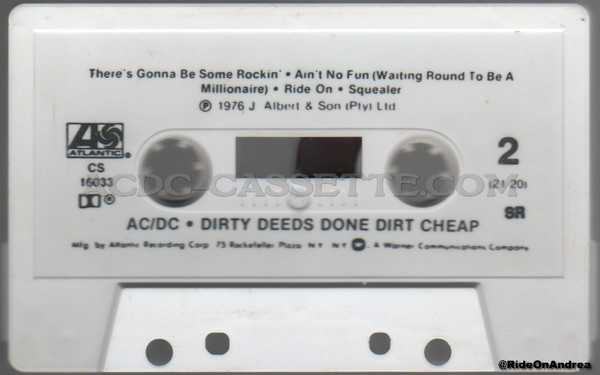 There's Gonna Be Some Rockin' • Ain't No Fun (Waiting Round To Be A
Millionaire) • Ride On • Squealer
℗ 1976 J. Albert & Son (Pty) Ltd
ATLANTIC
CS
16033
2
(21:20)
SR
ACDC-CASSETTE.COM
AC/DC • DIRTY DEEDS DONE DIRT CHEAP
Mfg. by Atlantic Recording Corp. 75 Rockefeller Plaza N.Y. N.Y. A Warner Communications Company
@RideOnAndrea